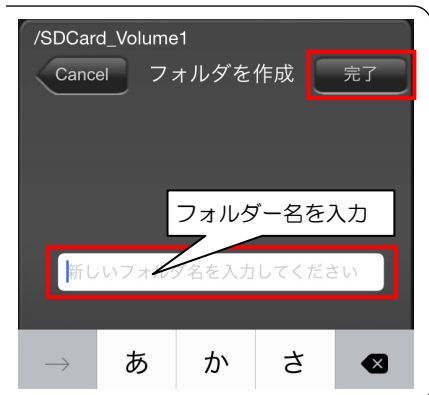 /SDCard_Volume1
Cancel フォルダを作成 完了
フォルダー名を入力
新しいフォルダ名を入力してください
→ あ か さ